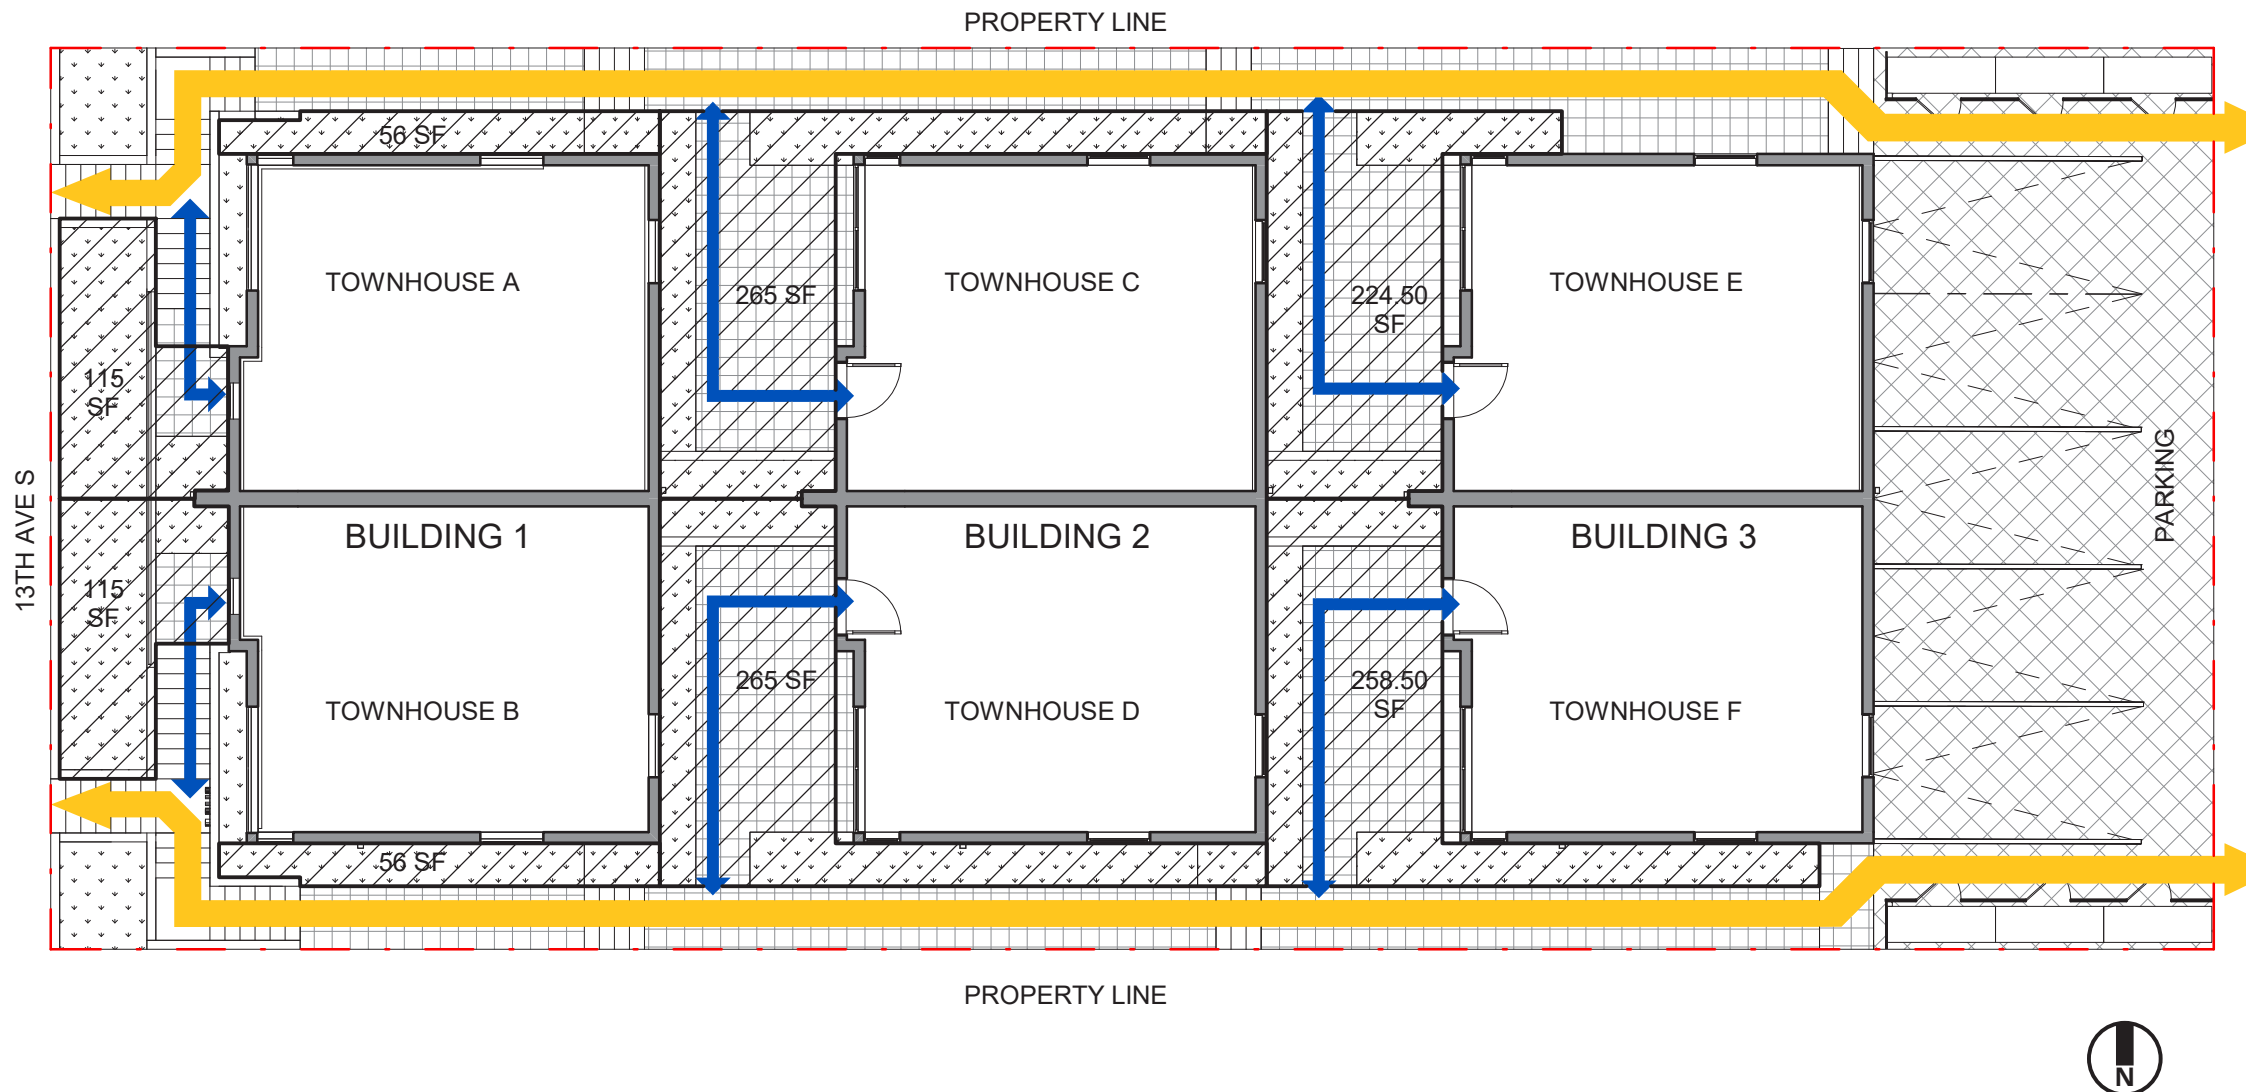 PROPERTY LINE
56 SF
TOWNHOUSE A
TOWNHOUSE C
TOWNHOUSE E
265 SF
224.50
SF
115
SF
13TH AVE S
PARKING
BUILDING 1
BUILDING 2
BUILDING 3
115
SF
265 SF
258.50
SF
TOWNHOUSE B
TOWNHOUSE D
TOWNHOUSE F
56 SF
PROPERTY LINE
N